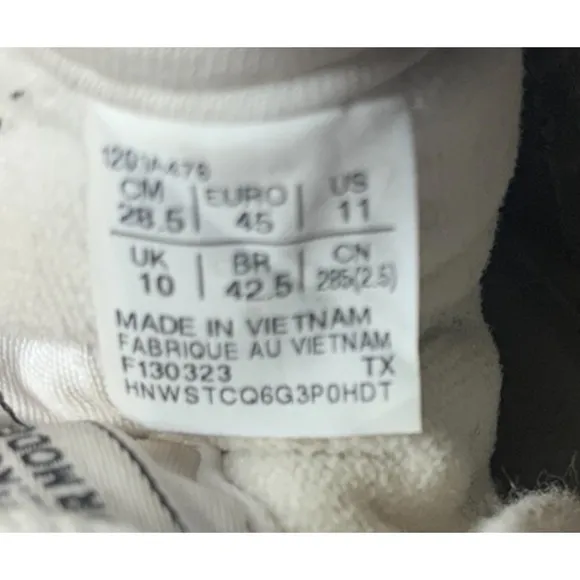 1203A476
CM EURO US
28.5 45 11
UK BR CN
10 42.5 285(2.5)
MADE IN VIETNAM
FABRIQUE AU VIETNAM
F130323 TX
HNWSTCQ6G3P0HDT